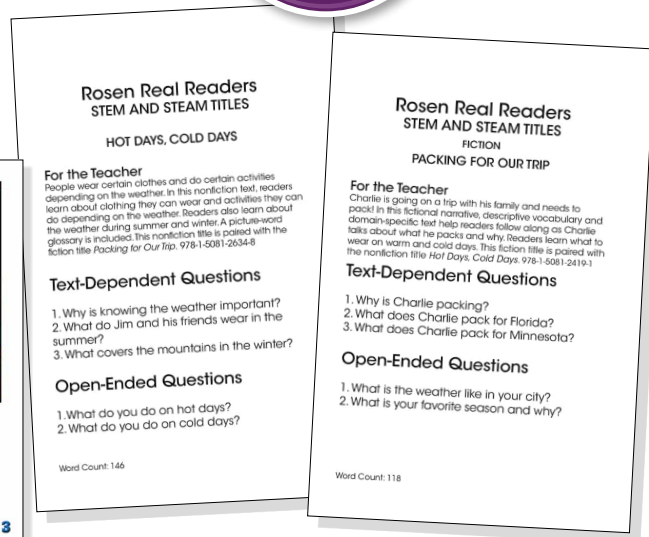 Rosen Real Readers
STEM AND STEAM TITLES
HOT DAYS, COLD DAYS
For the Teacher
People wear certain clothes and do certain activities
depending on the weather. In this nonfiction text, readers
learn about clothing they can wear and activities they can
do depending on the weather. Readers also learn about
the weather during summer and winter. A picture-word
glossary is included. This nonfiction title is paired with the
fiction title Packing for Our Trip. 978-1-5081-2634-8
Text-Dependent Questions
1. Why is knowing the weather important?
2. What do Jim and his friends wear in the
summer?
3. What covers the mountains in the winter?
Open-Ended Questions
1.What do you do on hot days?
2. What do you do on cold days?
Word Count: 146
3
Rosen Real Readers
STEM AND STEAM TITLES
FICTION
PACKING FOR OUR TRIP
For the Teacher
Charlie is going on a trip with his family and needs to
pack! In this fictional narrative, descriptive vocabulary and
domain-specific text help readers follow along as Charlie
talks about what he packs and why. Readers learn what to
wear on warm and cold days. This fiction title is paired with
the nonfiction title Hot Days, Cold Days. 978-1-5081-2419-1
Text-Dependent Questions
1. Why is Charlie packing?
2. What does Charlie pack for Florida?
3. What does Charlie pack for Minnesota?
Open-Ended Questions
1. What is the weather like in your city?
2. What is your favorite season and why?
Word Count: 118